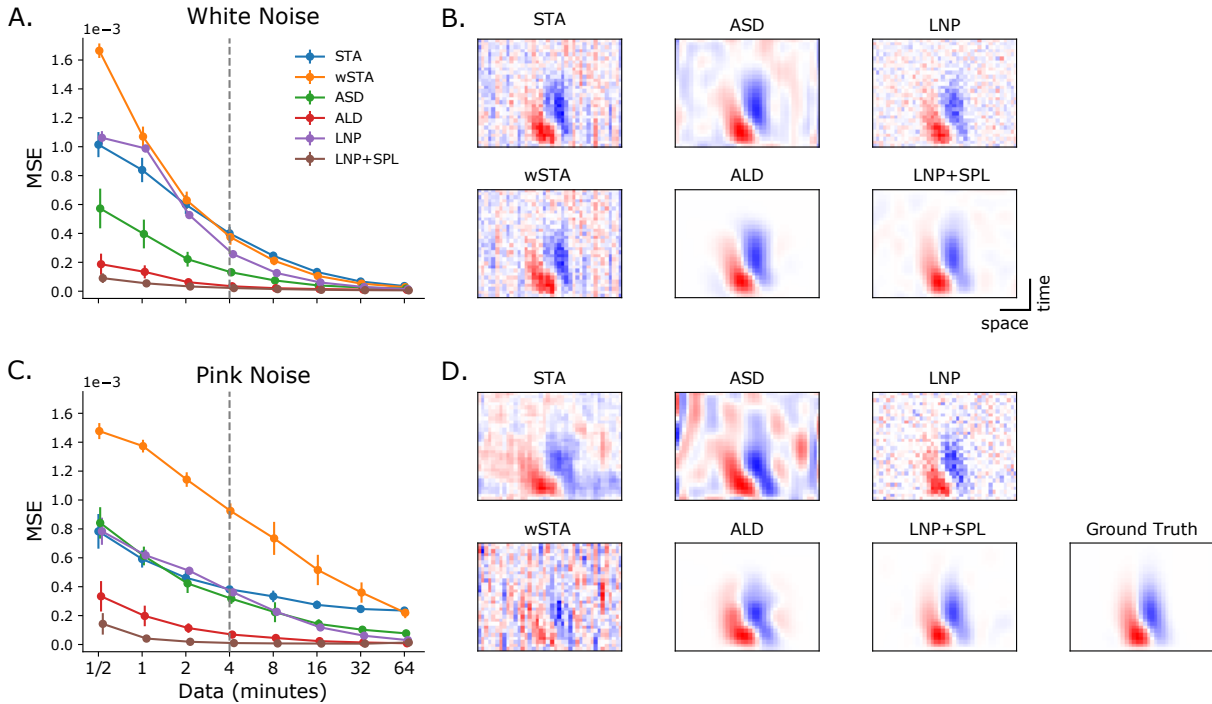 A.
White Noise
1e−3
MSE
1.6
1.4
1.2
1.0
0.8
0.6
0.4
0.2
0.0
STA
wSTA
ASD
ALD
LNP
LNP+SPL
B.
STA
ASD
LNP
wSTA
ALD
LNP+SPL
space
time
C.
Pink Noise
1e−3
MSE
1.6
1.4
1.2
1.0
0.8
0.6
0.4
0.2
0.0
1/2 1 2 4 8 16 32 64
Data (minutes)
D.
STA
ASD
LNP
wSTA
ALD
LNP+SPL
Ground Truth